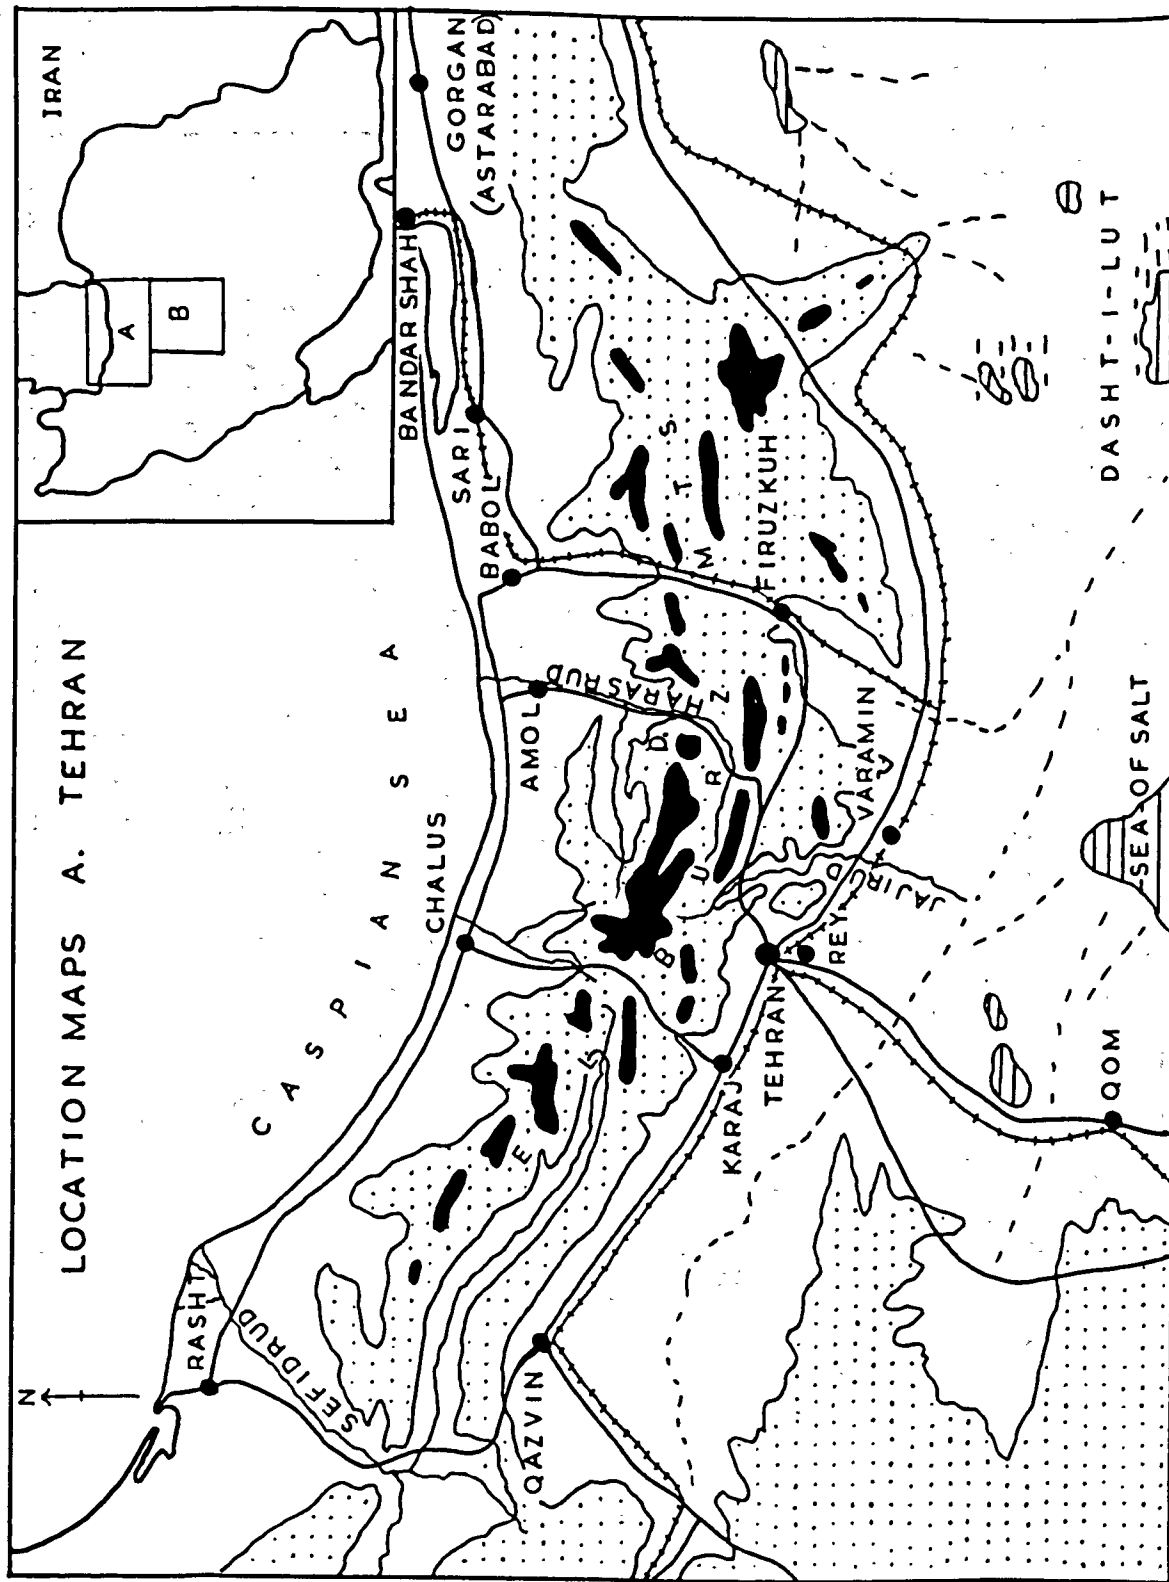 LOCATION MAPS A. TEHRAN
IRAN
A
B
N
CASPIAN SEA
RASHT
SEFIDRUD
CHALUS
AMOL
HARASRUD
BABOL
SARI
BANDAR SHAH
GORGAN
(ASTARABAD)
ELBURZ MTS
D.
QAZVIN
KARAJ
TEHRAN
REY
JAJIRUD
VARAMIN
FIRUZKUH
QOM
SEA-OF SALT
DASHT-I-LUT